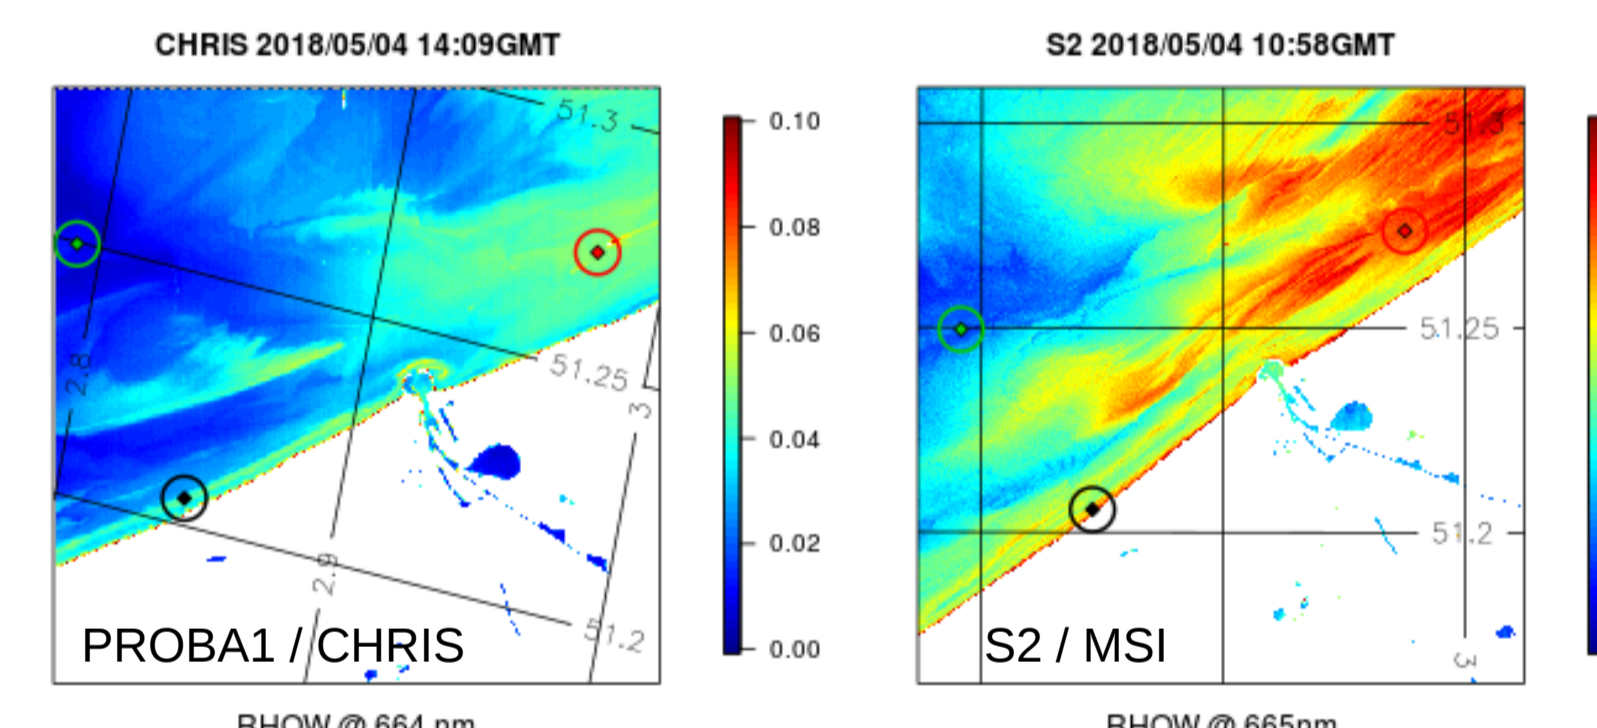 CHRIS 2018/05/04 14:09GMT
51.3
0.10
0.08
0.06
2.8
51.25
3
0.04
0.02
2.9
51.2
0.00
PROBA1 / CHRIS
RHOW @ 664 nm
S2 2018/05/04 10:58GMT
51.3
51.25
51.2
3
S2 / MSI
RHOW @ 665nm